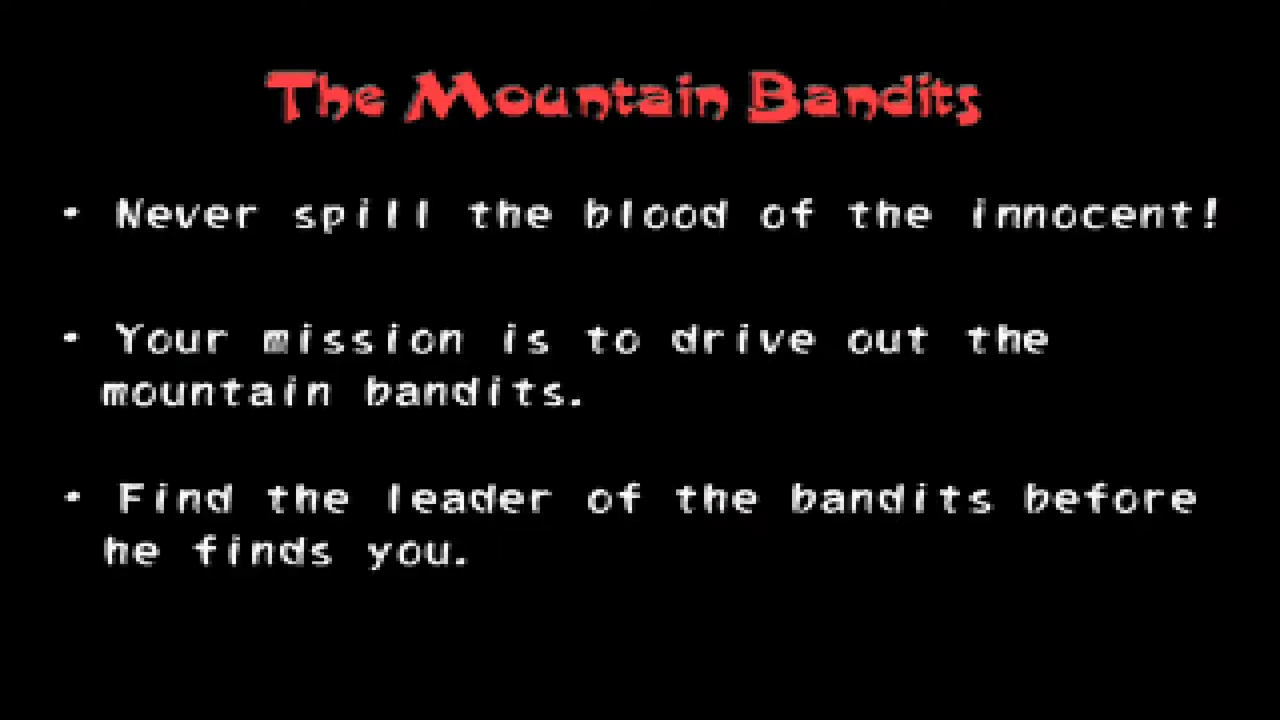 The Mountain Bandits
• Never spill the blood of the innocent!
• Your mission is to drive out the
mountain bandits.
• Find the leader of the bandits before
he finds you.